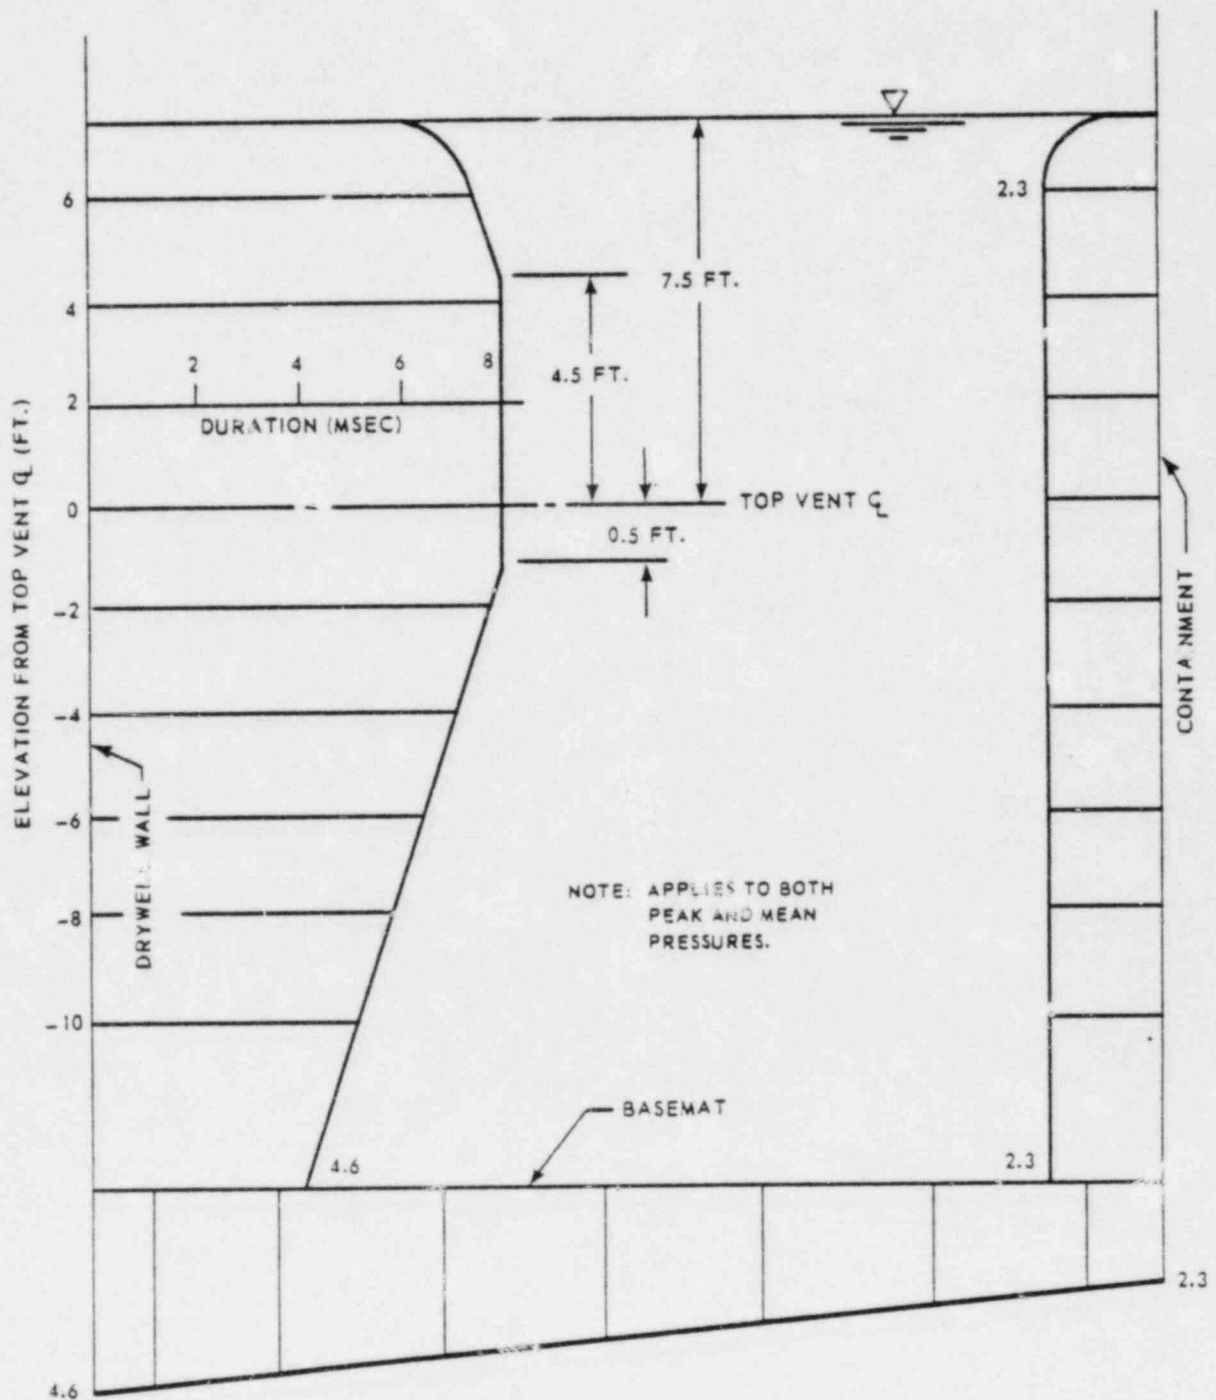 2.3
6
7.5 FT.
4
2 4 6 8
4.5 FT.
2
DURATION (MSEC)
ELEVATION FROM TOP VENT ℄ (FT.)
0
TOP VENT ℄
0.5 FT.
-2
CONTAINMENT
-4
-6
DRYWELL WALL
-8
NOTE: APPLIES TO BOTH
PEAK AND MEAN
PRESSURES.
-10
BASEMAT
4.6
2.3
2.3
4.6